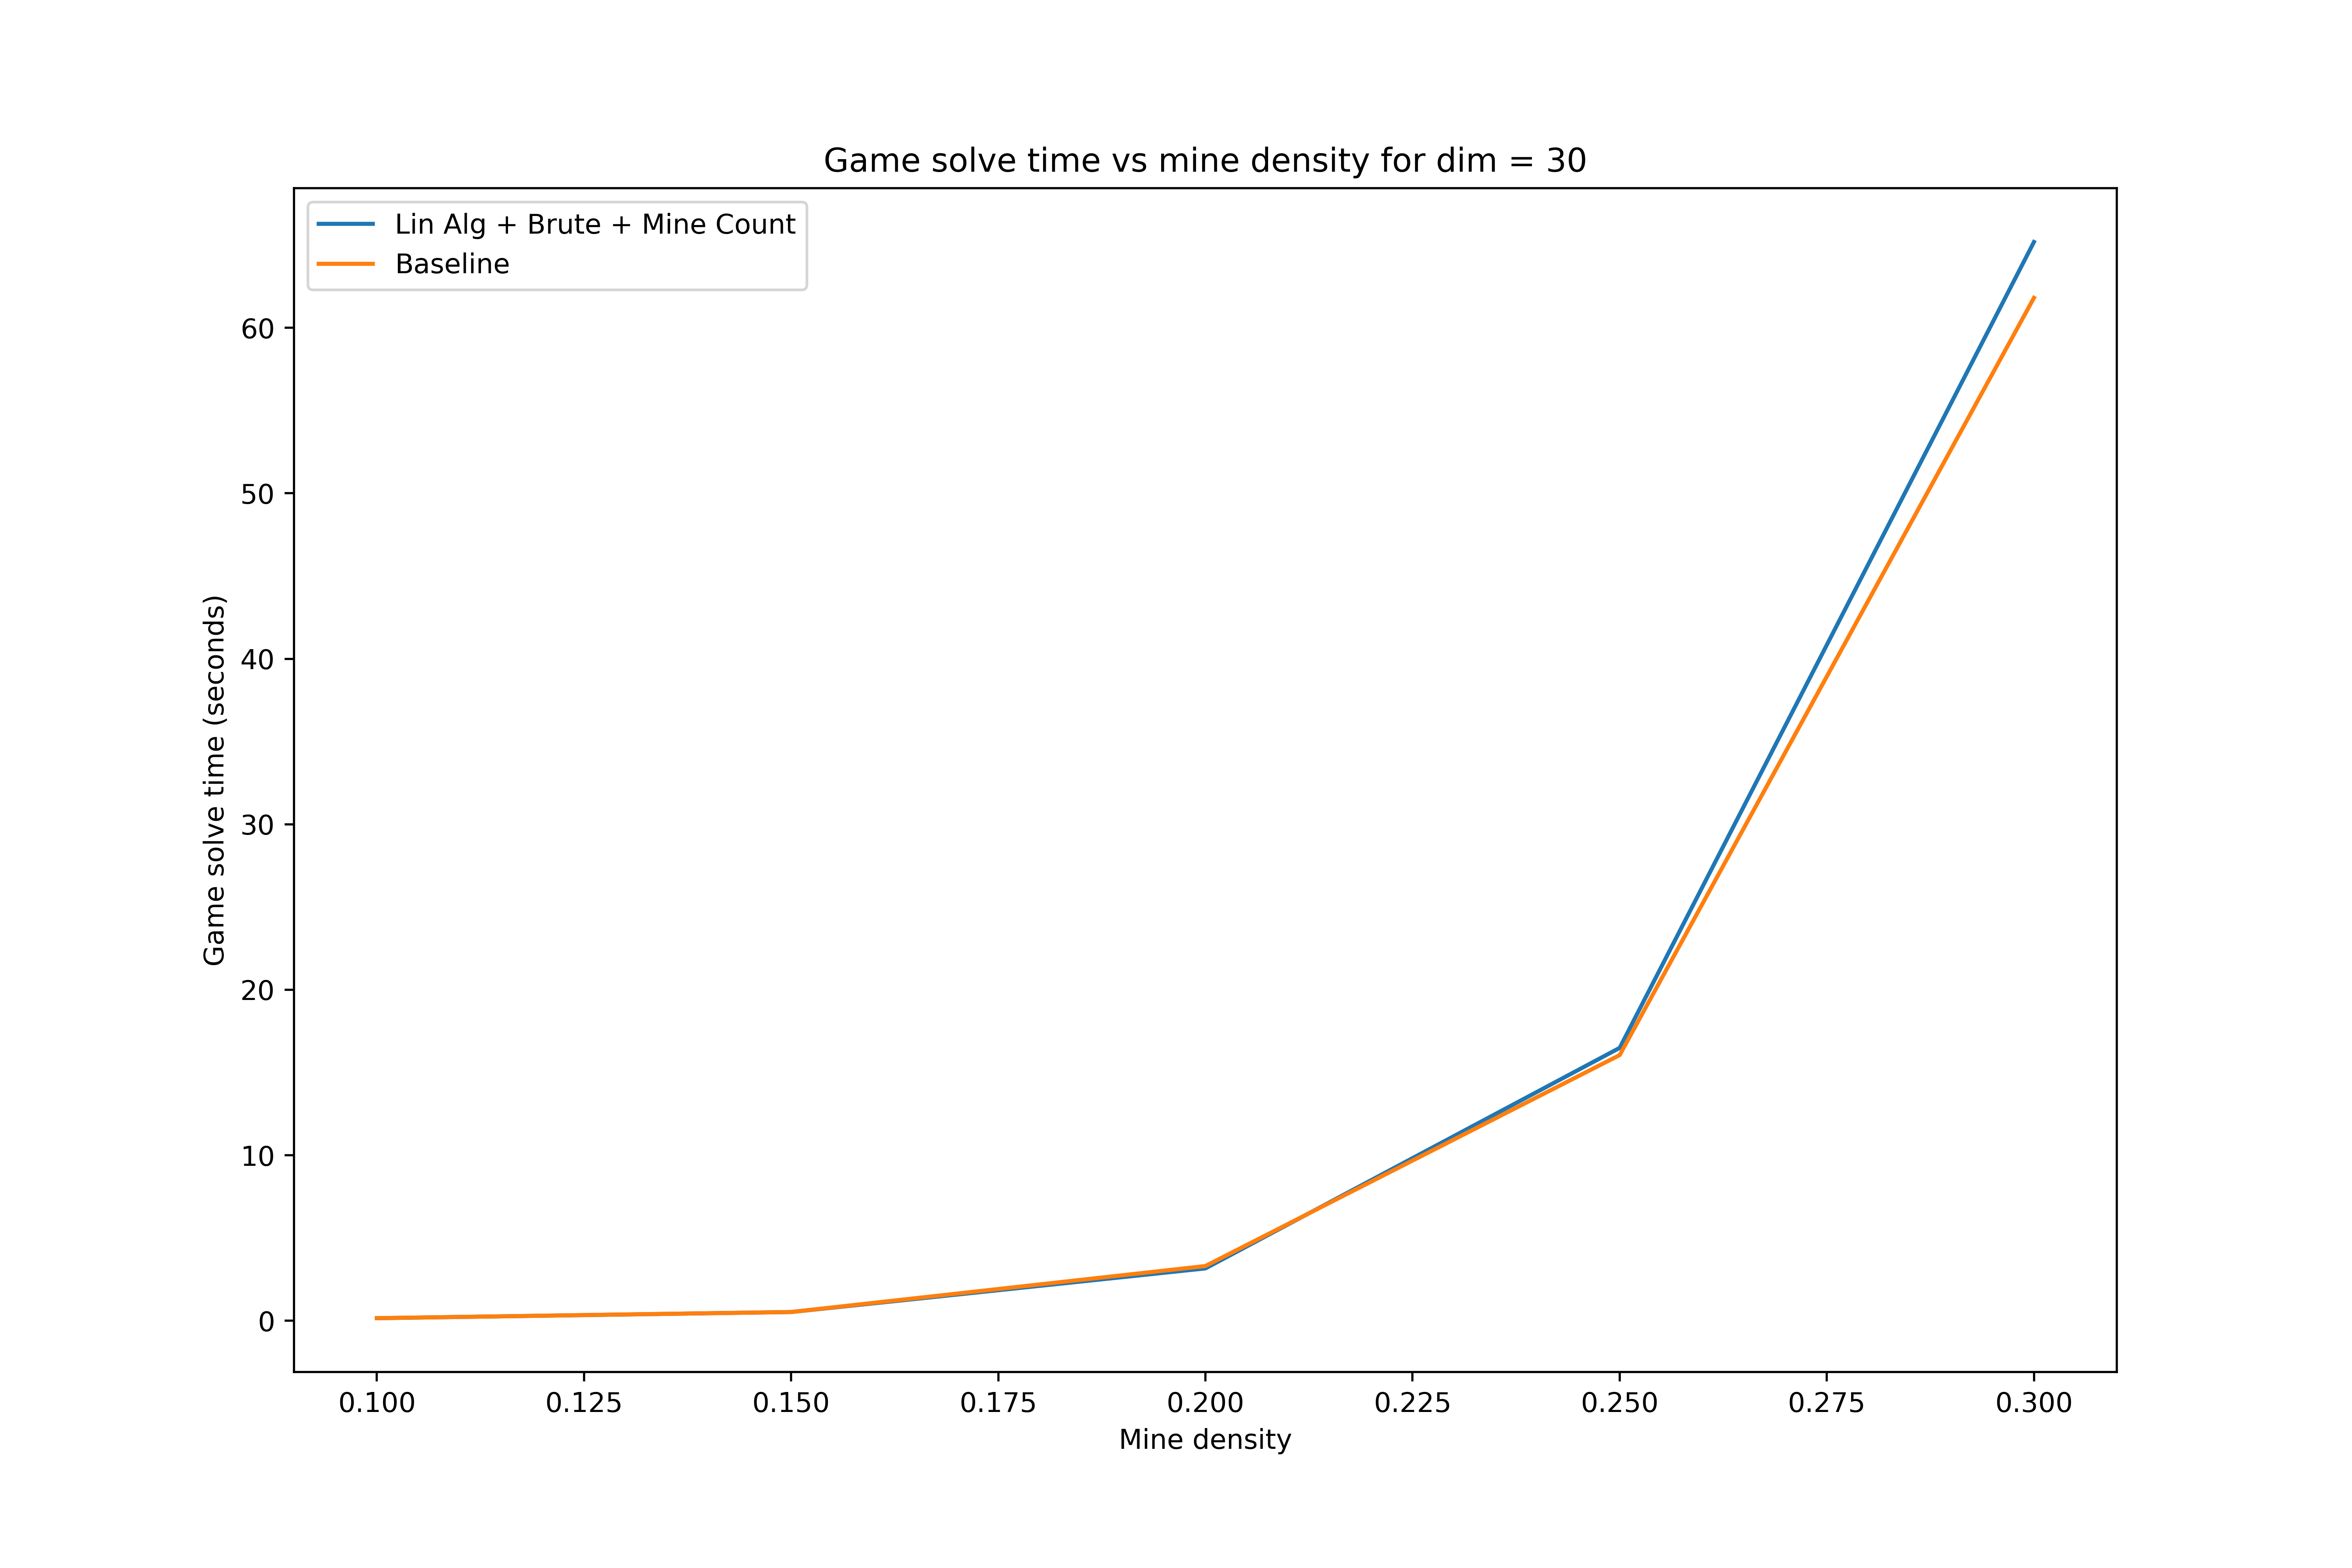 Game solve time vs mine density for dim = 30
Lin Alg + Brute + Mine Count
Baseline
Game solve time (seconds)
60
50
40
30
20
10
0
0.100 0.125 0.150 0.175 0.200 0.225 0.250 0.275 0.300
Mine density